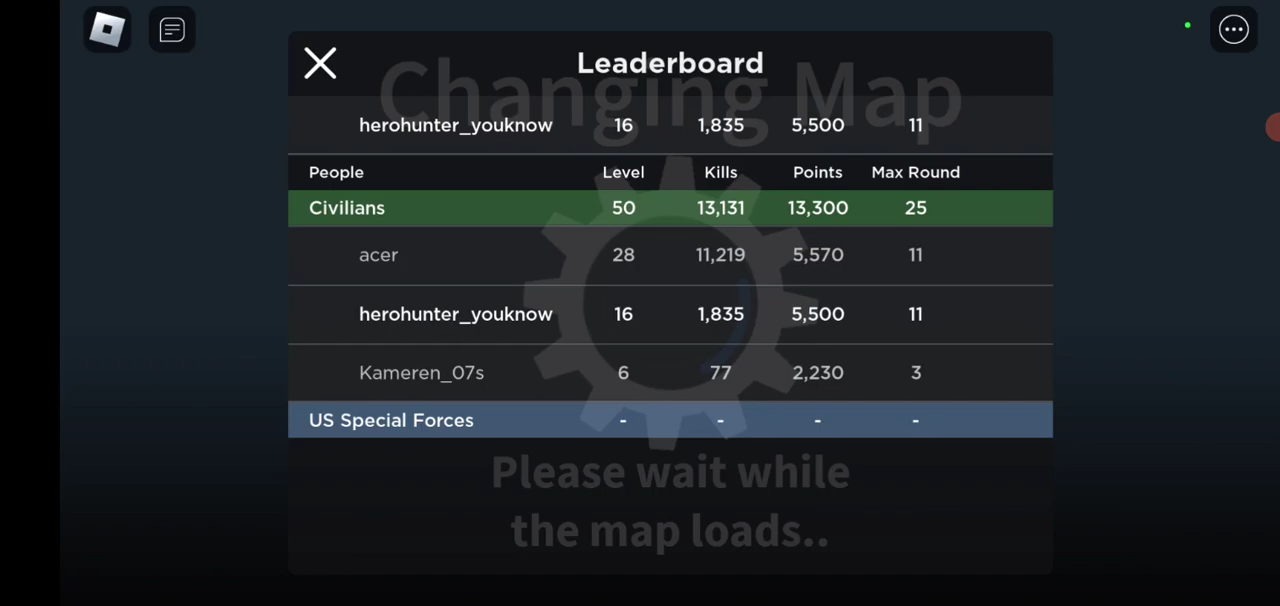 Changing Map
Leaderboard
herohunter_youknow 16 1,835 5,500 11
People Level Kills Points Max Round
Civilians 50 13,131 13,300 25
acer 28 11,219 5,570 11
herohunter_youknow 16 1,835 5,500 11
Kameren_07s 6 77 2,230 3
US Special Forces - - - -
Please wait while
the map loads..